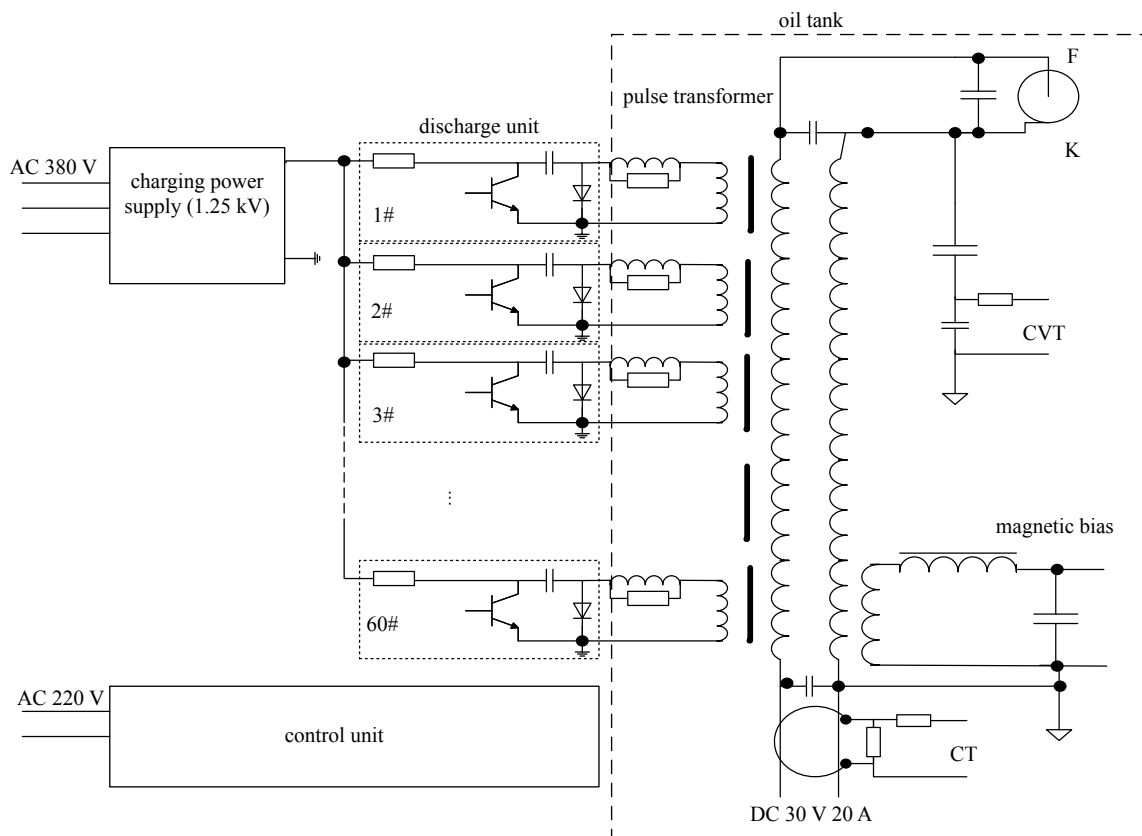 oil tank
F
pulse transformer
discharge unit
K
AC 380 V
charging power
supply (1.25 kV)
1#
2#
CVT
3#
...
magnetic bias
60#
AC 220 V
control unit
CT
DC 30 V 20 A